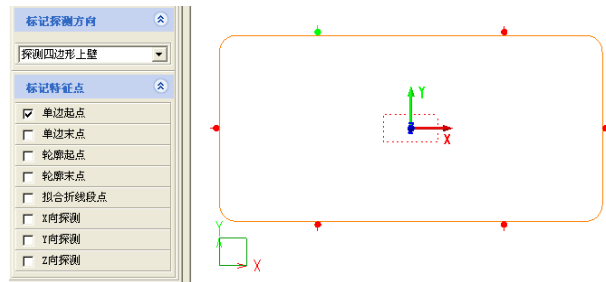 标记探测方向
探测四边形上壁
标记特征点
单边起点
单边末点
轮廓起点
轮廓末点
拟合折线段点
X向探测
Y向探测
Z向探测
Y
X
Y
X